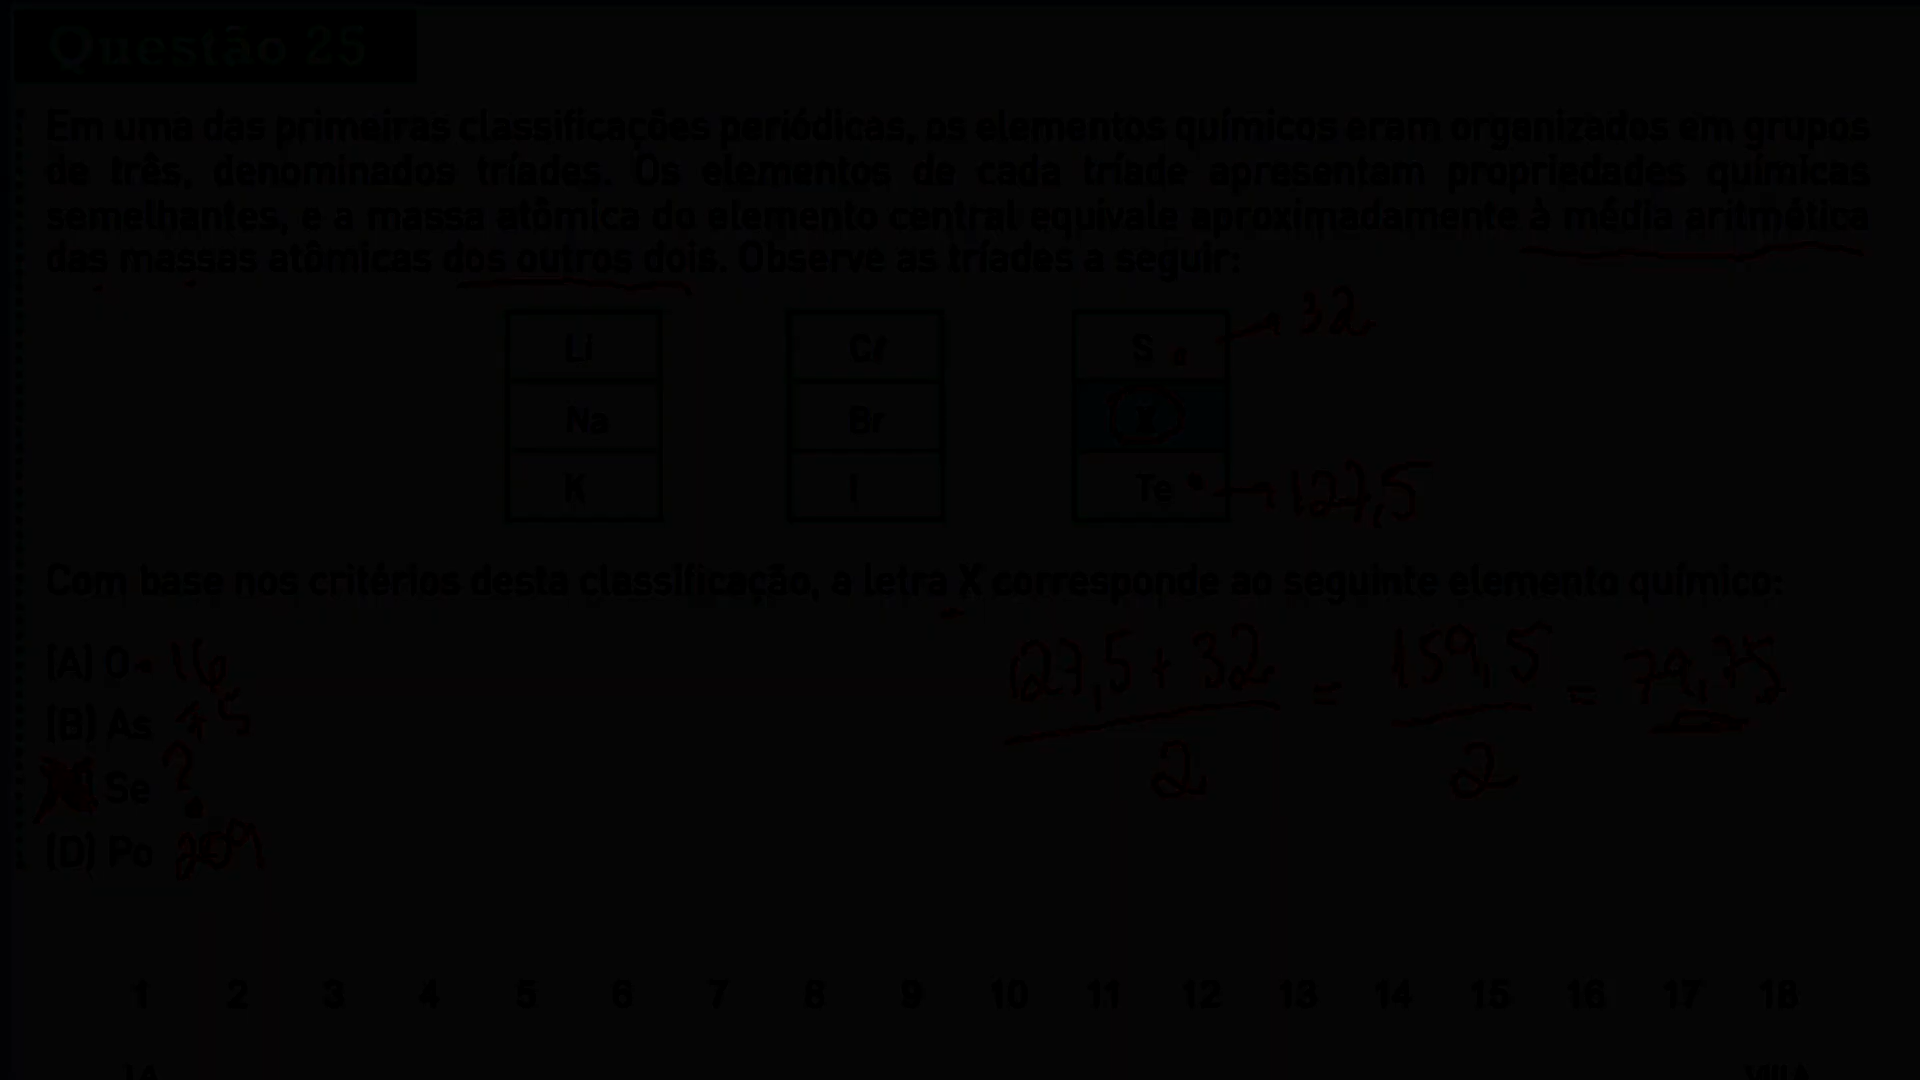 Questão 25
Em uma das primeiras classificações periódicas, os elementos químicos eram organizados em grupos
de três, denominados tríades. Os elementos de cada tríade apresentam propriedades químicas
semelhantes, e a massa atômica do elemento central equivale aproximadamente à média aritmética
das massas atômicas dos outros dois. Observe as tríades a seguir:
Li Cℓ S 32
Na Br X
K I Te 127,5
Com base nos critérios desta classificação, a letra X corresponde ao seguinte elemento químico:
(A) O 16
(B) As 75
Se ?
(D) Po 209
127,5 + 32 = 159,5 = 79,75
2 2
1 2 3 4 5 6 7 8 9 10 11 12 13 14 15 16 17 18
1A